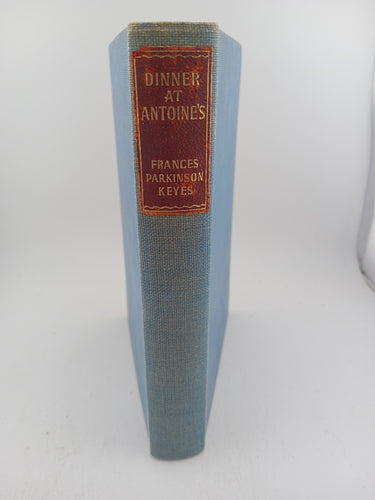 DINNER
AT
ANTOINE'S
FRANCES
PARKINSON
KEYES